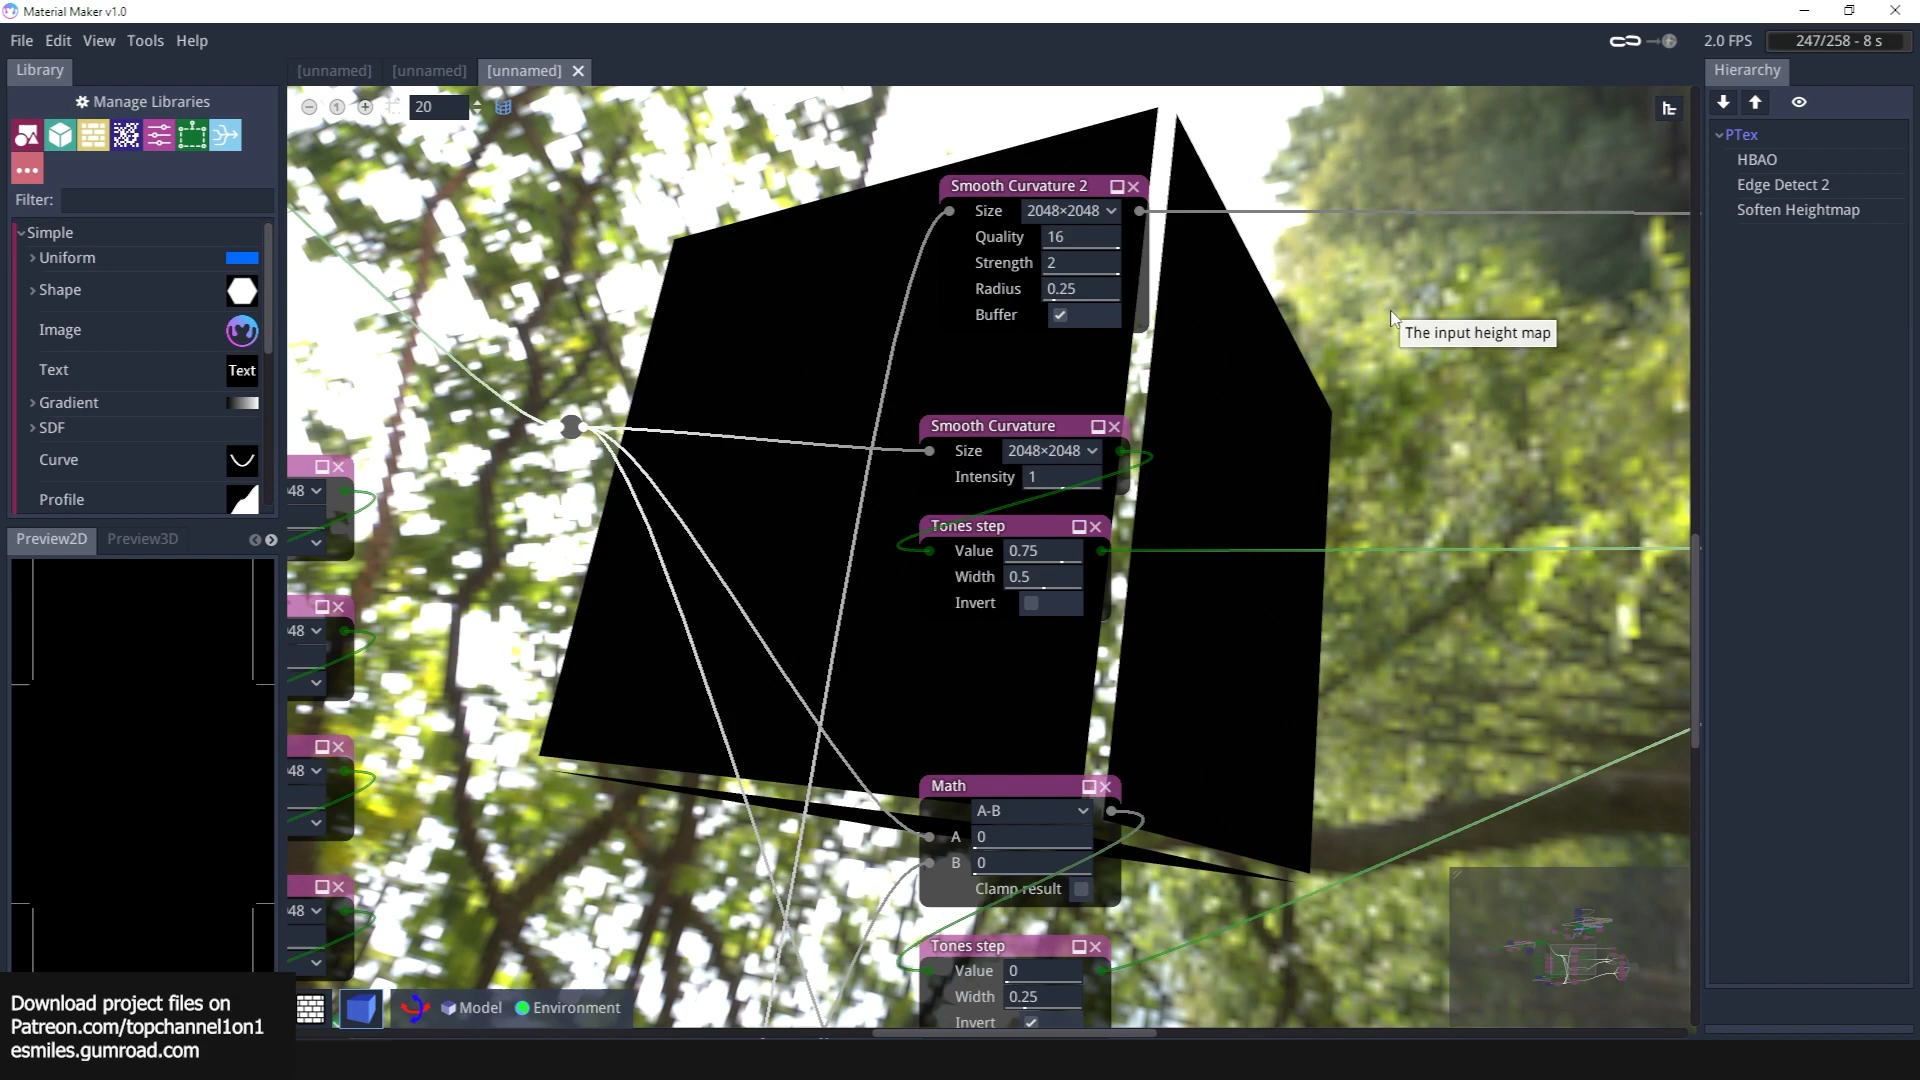 Material Maker v1.0
File Edit View Tools Help
2.0 FPS
247/258 - 8 s
Library
[unnamed]
[unnamed]
[unnamed]
Hierarchy
Manage Libraries
20
PTex
HBAO
Edge Detect 2
Soften Heightmap
Filter:
Simple
Uniform
Shape
Image
Text
Text
Gradient
SDF
Curve
Profile
Smooth Curvature 2
Size 2048×2048
Quality 16
Strength 2
Radius 0.25
Buffer
The input height map
Smooth Curvature
Size 2048×2048
Intensity 1
Tones step
Value 0.75
Width 0.5
Invert
48
48
48
48
Preview2D
Preview3D
Math
A-B
A 0
B 0
Clamp result
Tones step
Value 0
Width 0.25
Invert
Model
Environment
Download project files on
Patreon.com/topchannel1on1
esmiles.gumroad.com